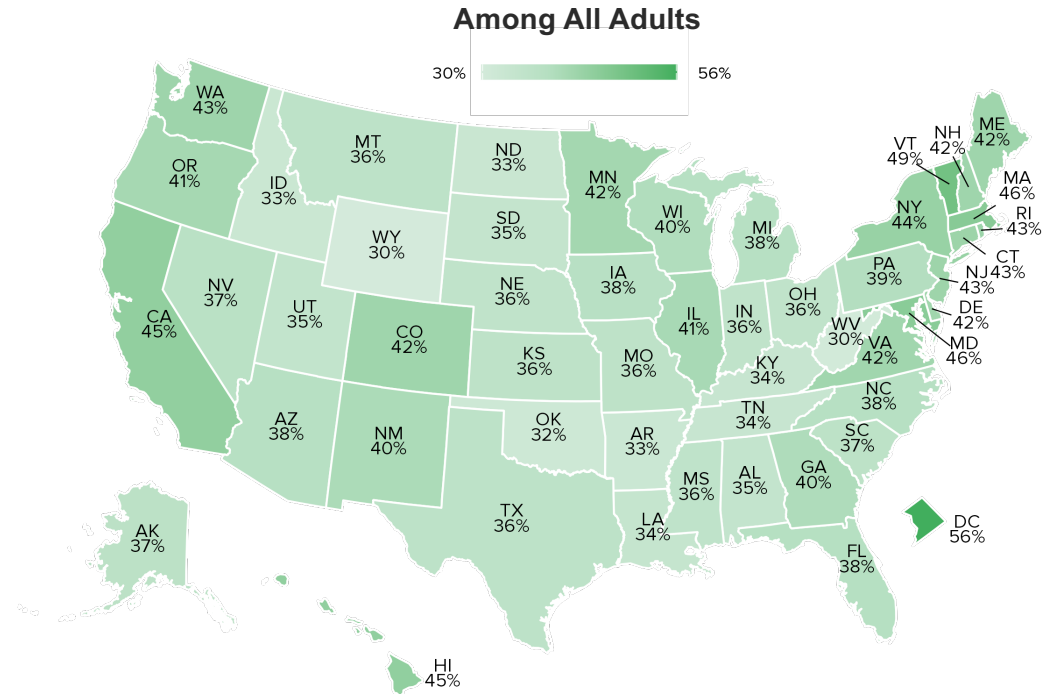 Among All Adults
30%
56%
WA
43%
OR
41%
CA
45%
ID
33%
NV
37%
MT
36%
WY
30%
UT
35%
AZ
38%
CO
42%
NM
40%
ND
33%
SD
35%
NE
36%
KS
36%
OK
32%
TX
36%
MN
42%
IA
38%
MO
36%
AR
33%
LA
34%
WI
40%
IL
41%
MI
38%
IN
36%
OH
36%
KY
34%
TN
34%
MS
36%
AL
35%
GA
40%
FL
38%
SC
37%
NC
38%
VA
42%
WV
30%
PA
39%
NY
44%
VT
49%
NH
42%
ME
42%
MA
46%
RI
43%
CT
43%
NJ
43%
DE
42%
MD
46%
DC
56%
AK
37%
HI
45%